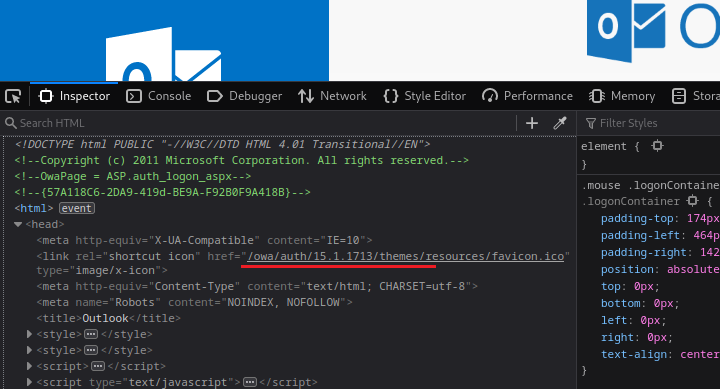 O
Inspector Console Debugger Network Style Editor Performance Memory Stora
Search HTML
Filter Styles
<!DOCTYPE html PUBLIC "-//W3C//DTD HTML 4.01 Transitional//EN">
<!--Copyright (c) 2011 Microsoft Corporation. All rights reserved.-->
<!--OwaPage = ASP.auth_logon_aspx-->
<!--{57A118C6-2DA9-419d-BE9A-F92B0F9A418B}-->
<html> event
<head>
<meta http-equiv="X-UA-Compatible" content="IE=10">
<link rel="shortcut icon" href="/owa/auth/15.1.1713/themes/resources/favicon.ico"
type="image/x-icon">
<meta http-equiv="Content-Type" content="text/html; CHARSET=utf-8">
<meta name="Robots" content="NOINDEX, NOFOLLOW">
<title>Outlook</title>
<style>…</style>
<style>…</style>
<script>…</script>
<script type="text/javascript">…</script>
element {
}
.mouse .logonContaine
.logonContainer {
padding-top: 174px
padding-left: 464p
padding-right: 142
position: absolute
top: 0px;
bottom: 0px;
left: 0px;
right: 0px;
text-align: center
}